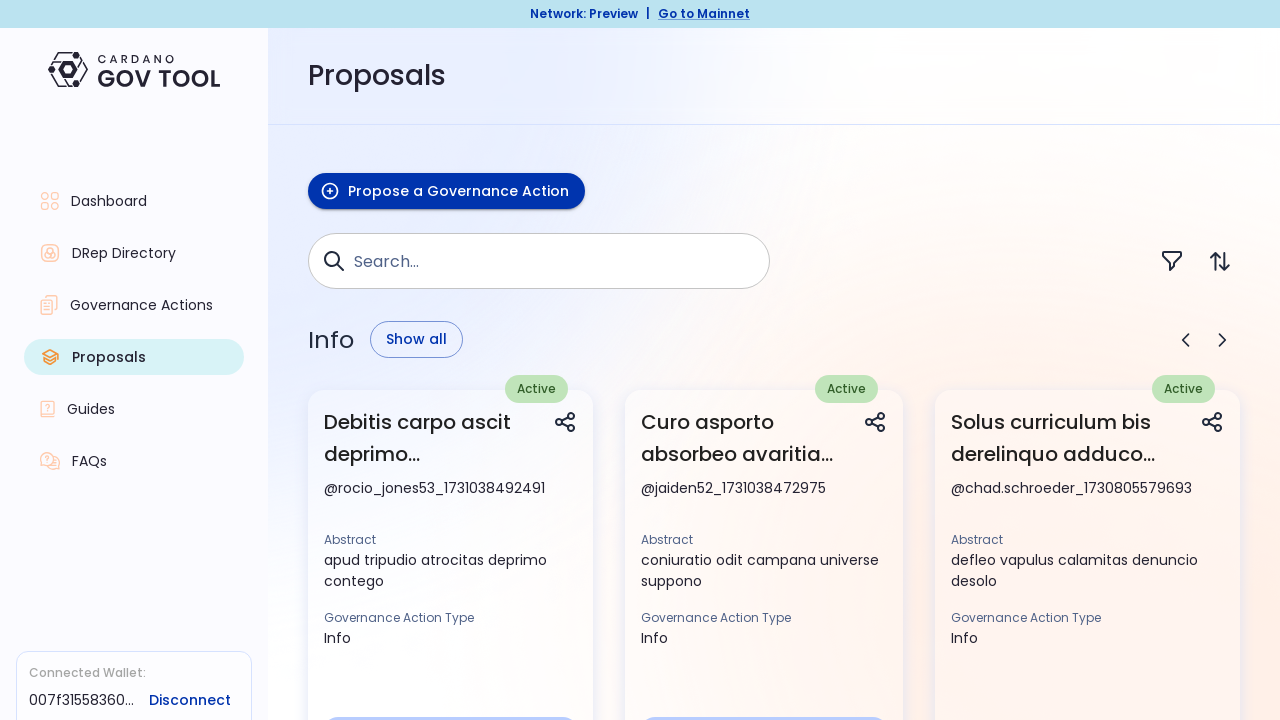 Network: Preview | Go to Mainnet
CARDANO
GOV TOOL
Dashboard
DRep Directory
Governance Actions
Proposals
Guides
FAQs
Connected Wallet:
007f31558360... Disconnect
Proposals
Propose a Governance Action
Search...
Info Show all
Active
Debitis carpo ascit
deprimo...
@rocio_jones53_1731038492491
Abstract
apud tripudio atrocitas deprimo
contego
Governance Action Type
Info
Active
Curo asporto
absorbeo avaritia...
@jaiden52_1731038472975
Abstract
coniuratio odit campana universe
suppono
Governance Action Type
Info
Active
Solus curriculum bis
derelinquo adduco...
@chad.schroeder_1730805579693
Abstract
defleo vapulus calamitas denuncio
desolo
Governance Action Type
Info